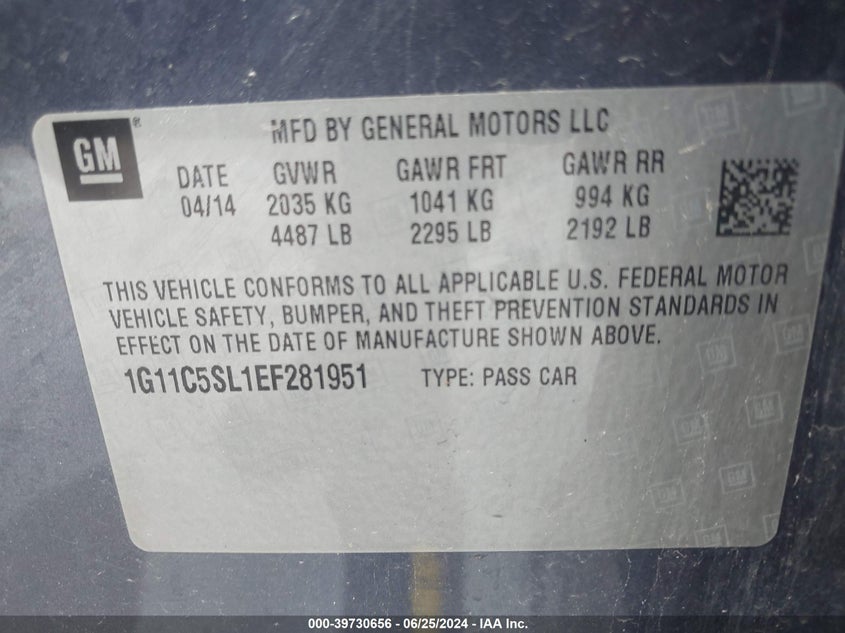 GM®
MFD BY GENERAL MOTORS LLC
DATE GVWR GAWR FRT GAWR RR
04/14 2035 KG 1041 KG 994 KG
4487 LB 2295 LB 2192 LB
THIS VEHICLE CONFORMS TO ALL APPLICABLE U.S. FEDERAL MOTOR
VEHICLE SAFETY, BUMPER, AND THEFT PREVENTION STANDARDS IN
EFFECT ON THE DATE OF MANUFACTURE SHOWN ABOVE.
1G11C5SL1EF281951 TYPE: PASS CAR
000-39730656 - 06/25/2024 - IAA Inc.